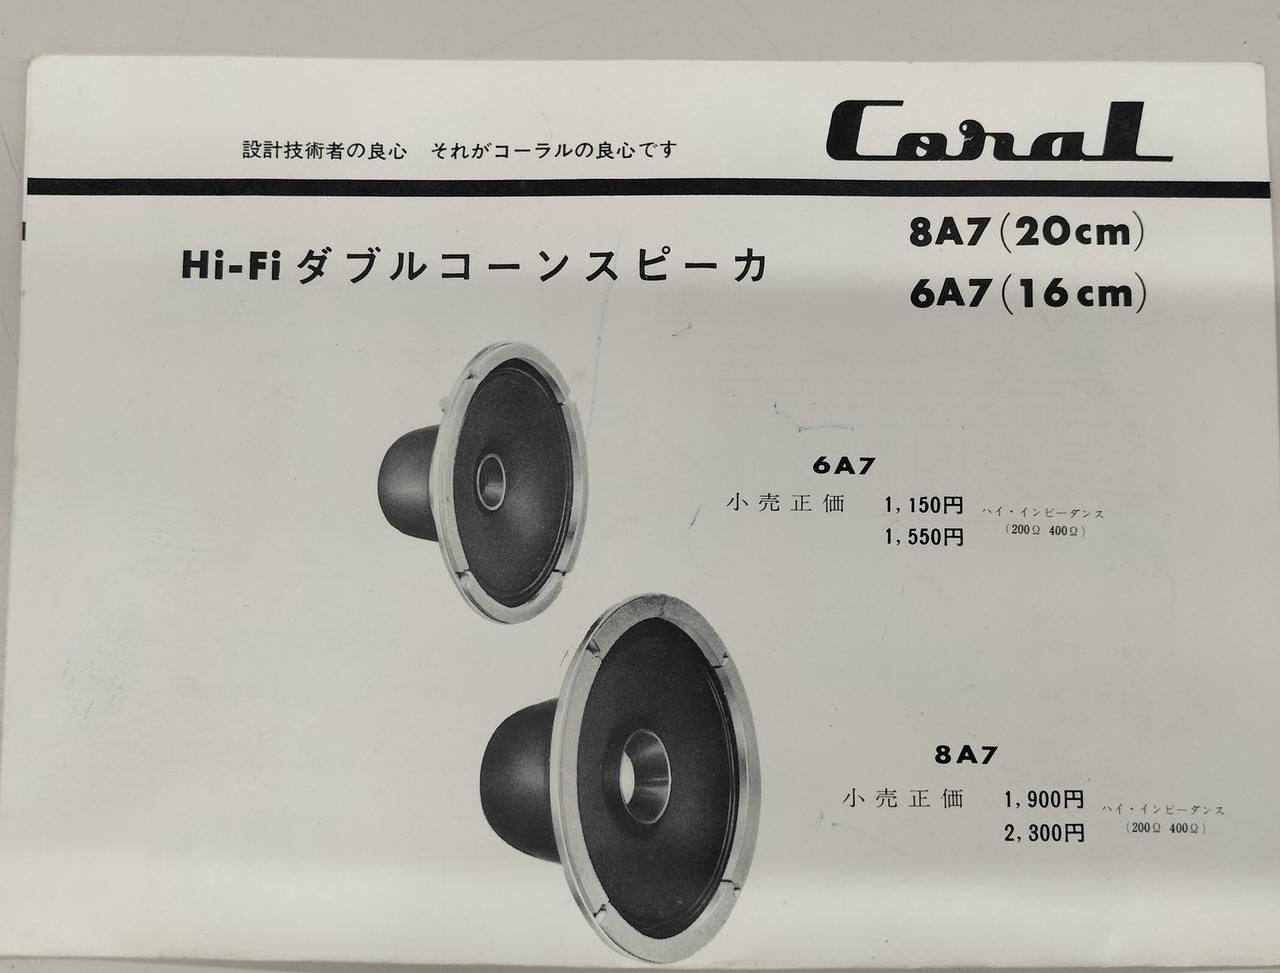 Coral
設計技術者の良心 それがコーラルの良心です
8A7(20cm)
Hi-Fiダブルコーンスピーカ
6A7(16cm)
6A7
小売正価 1,150円 ハイ・インピーダンス
1,550円 (200Ω 400Ω)
8A7
小売正価 1,900円 ハイ・インピーダンス
2,300円 (200Ω 400Ω)